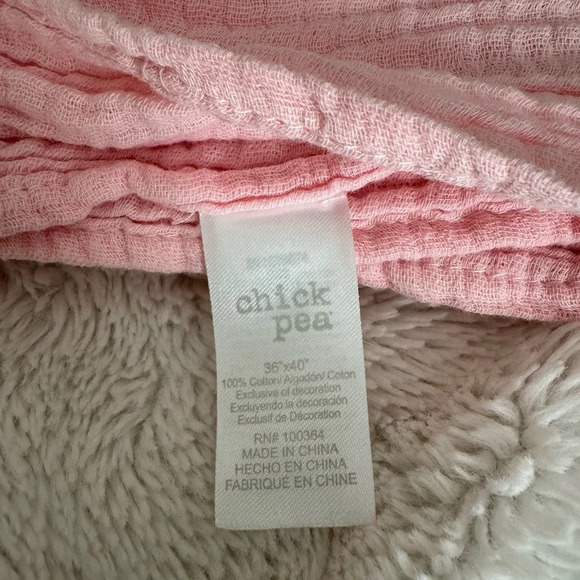 chick
pea
36"x40"
100% Cotton/ Algodón/ Coton
Exclusive of decoration
Excluyendo la decoración
Exclusif de Décoration
RN# 100364
MADE IN CHINA
HECHO EN CHINA
FABRIQUÉ EN CHINE